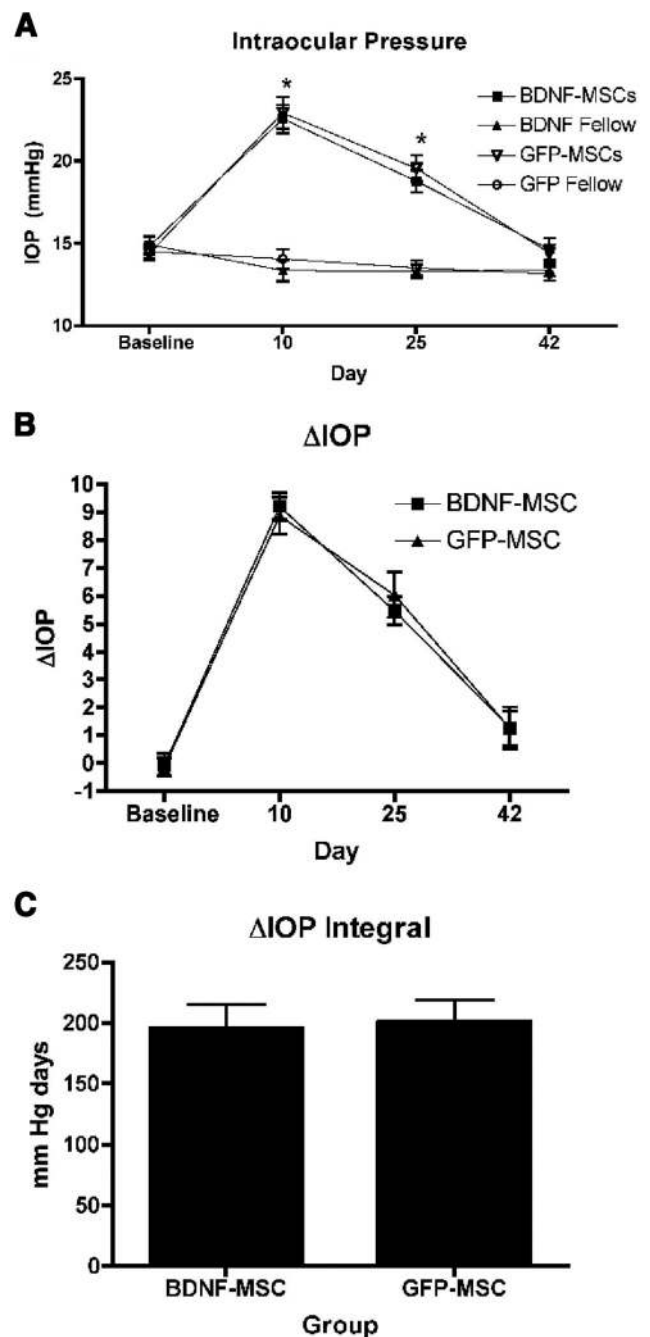 A
Intraocular Pressure
25
20
15
10
IOP (mmHg)
*
*
BDNF-MSCs
BDNF Fellow
GFP-MSCs
GFP Fellow
Baseline 10 25 42
Day
B
ΔIOP
10
9
8
7
6
5
4
3
2
1
0
-1
ΔIOP
BDNF-MSC
GFP-MSC
Baseline 10 25 42
Day
C
ΔIOP Integral
250
200
150
100
50
0
mm Hg days
BDNF-MSC GFP-MSC
Group